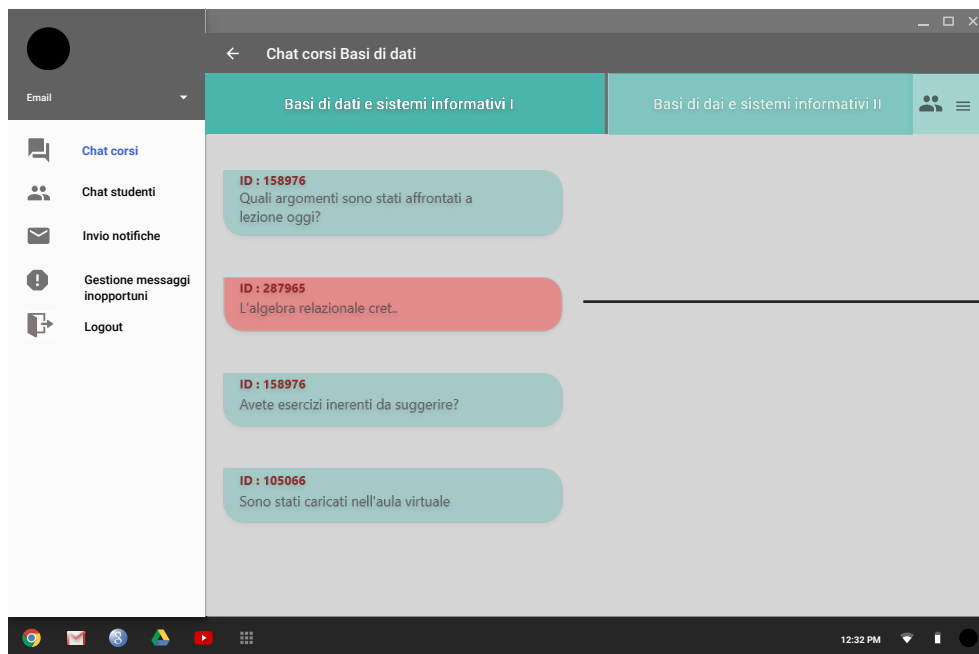 Email
Chat corsi
Chat studenti
Invio notifiche
Gestione messaggi
inopportuni
Logout
Chat corsi Basi di dati
Basi di dati e sistemi informativi I
Basi di dai e sistemi informativi II
ID : 158976
Quali argomenti sono stati affrontati a
lezione oggi?
ID : 287965
L'algebra relazionale cret..
ID : 158976
Avete esercizi inerenti da suggerire?
ID : 105066
Sono stati caricati nell'aula virtuale
12:32 PM